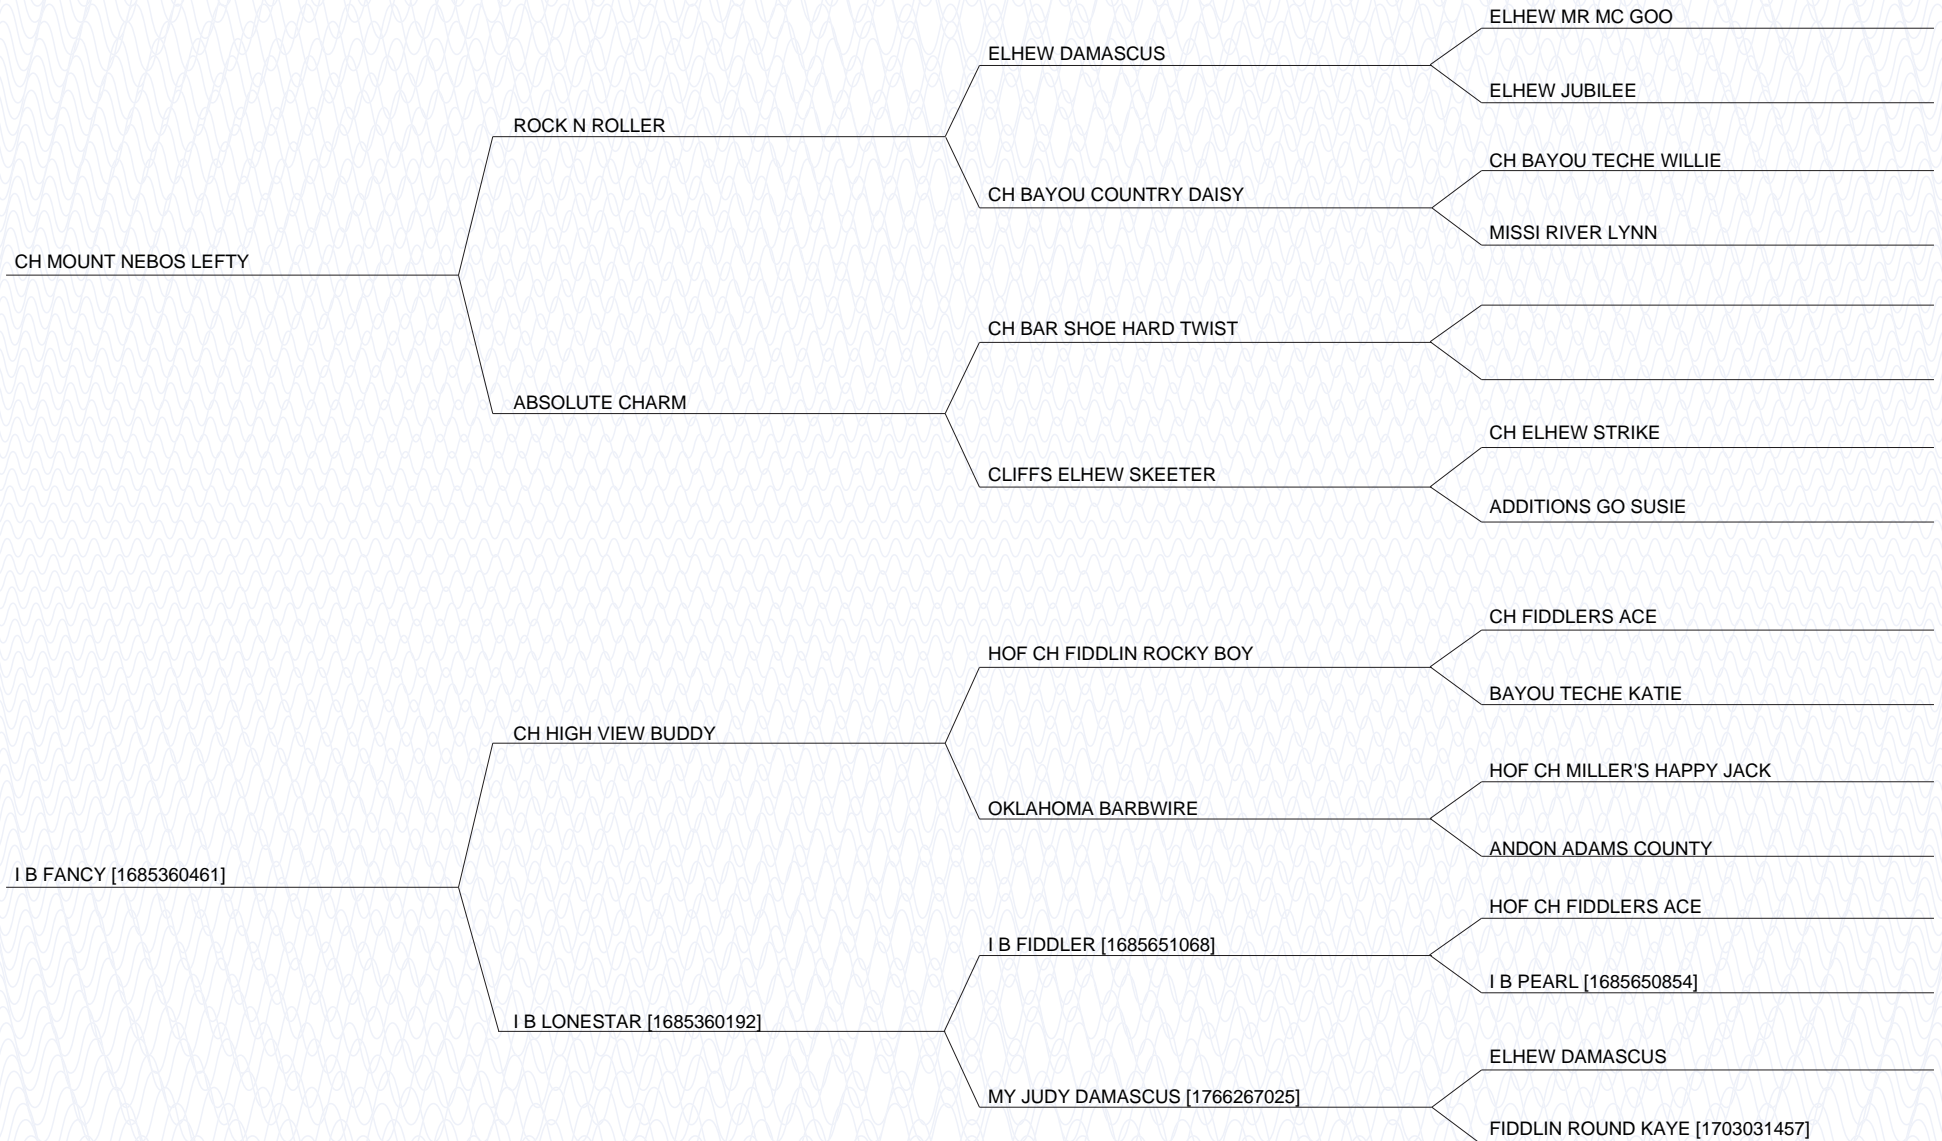 ELHEW MR MC GOO
ELHEW DAMASCUS
ELHEW JUBILEE
ROCK N ROLLER
CH BAYOU TECHE WILLIE
CH BAYOU COUNTRY DAISY
MISSI RIVER LYNN
CH MOUNT NEBOS LEFTY
CH BAR SHOE HARD TWIST
ABSOLUTE CHARM
CH ELHEW STRIKE
CLIFFS ELHEW SKEETER
ADDITIONS GO SUSIE
CH FIDDLERS ACE
HOF CH FIDDLIN ROCKY BOY
BAYOU TECHE KATIE
CH HIGH VIEW BUDDY
HOF CH MILLER'S HAPPY JACK
OKLAHOMA BARBWIRE
ANDON ADAMS COUNTY
I B FANCY [1685360461]
HOF CH FIDDLERS ACE
I B FIDDLER [1685651068]
I B PEARL [1685650854]
I B LONESTAR [1685360192]
ELHEW DAMASCUS
MY JUDY DAMASCUS [1766267025]
FIDDLIN ROUND KAYE [1703031457]